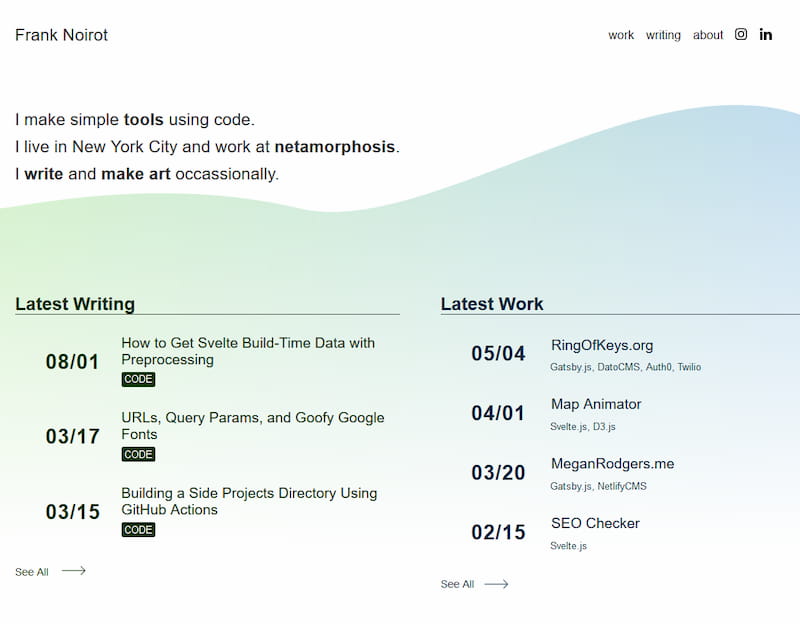 Frank Noirot
work writing about
I make simple tools using code.
I live in New York City and work at netamorphosis.
I write and make art occassionally.
Latest Writing
08/01
How to Get Svelte Build-Time Data with
Preprocessing
CODE
03/17
URLs, Query Params, and Goofy Google
Fonts
CODE
03/15
Building a Side Projects Directory Using
GitHub Actions
CODE
See All
Latest Work
05/04
RingOfKeys.org
Gatsby.js, DatoCMS, Auth0, Twilio
04/01
Map Animator
Svelte.js, D3.js
03/20
MeganRodgers.me
Gatsby.js, NetlifyCMS
02/15
SEO Checker
Svelte.js
See All